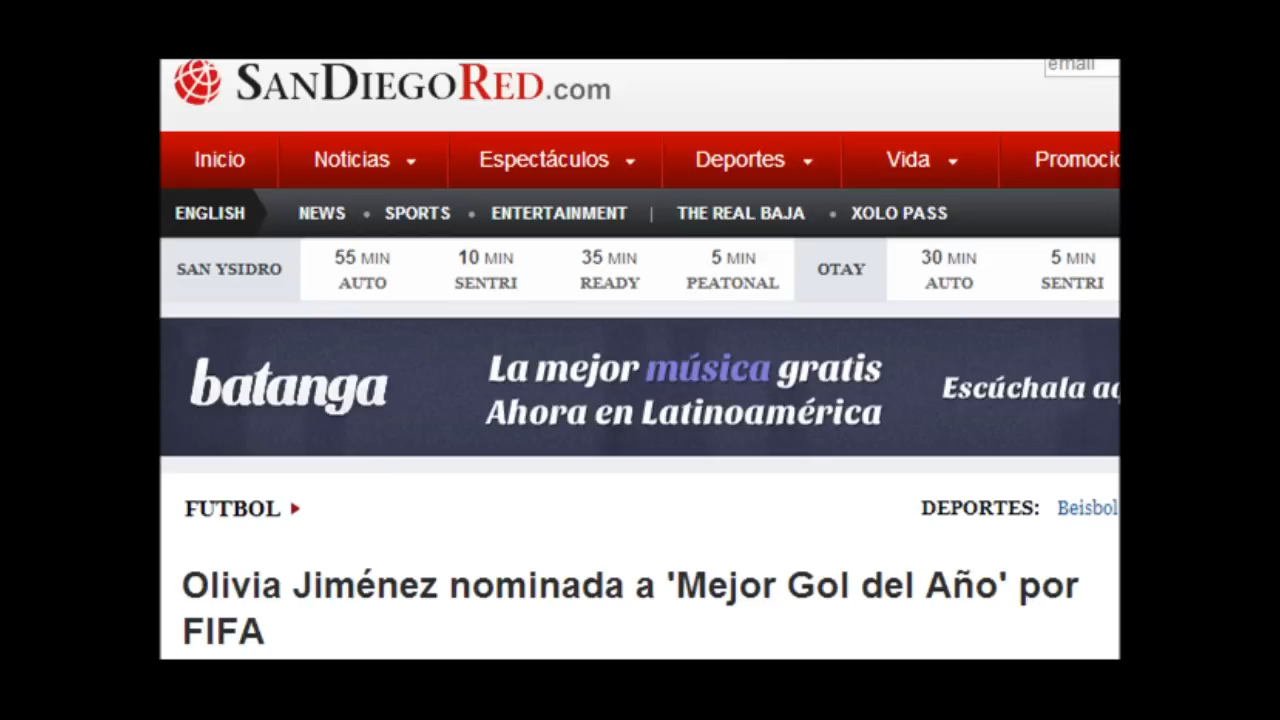 SANDIEGORED.com
email
Inicio Noticias Espectáculos Deportes Vida Promocio
ENGLISH NEWS • SPORTS • ENTERTAINMENT | THE REAL BAJA • XOLO PASS
SAN YSIDRO 55 MIN AUTO 10 MIN SENTRI 35 MIN READY 5 MIN PEATONAL OTAY 30 MIN AUTO 5 MIN SENTRI
batanga
La mejor música gratis
Ahora en Latinoamérica
Escúchala aq
FUTBOL
DEPORTES: Beisbol
Olivia Jiménez nominada a 'Mejor Gol del Año' por
FIFA